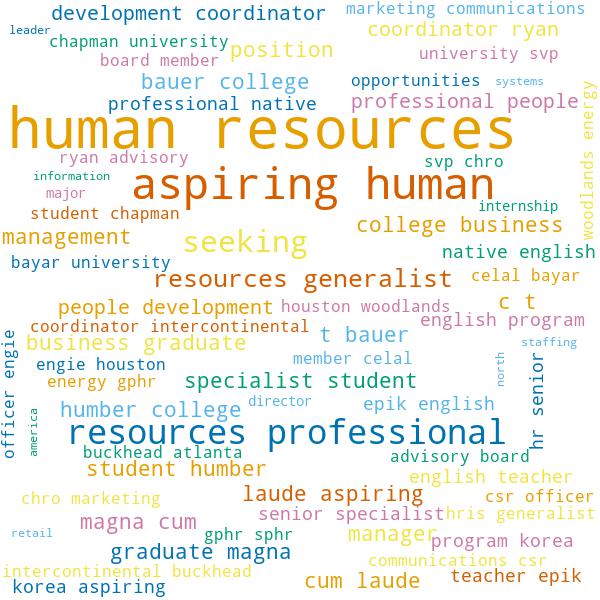 development coordinator
marketing communications
leader
coordinator ryan
chapman university
position
university svp
board member
bauer college
opportunities
systems
professional native
professional people
woodlands energy
human resources
ryan advisory
svp chro
information
aspiring human
major
internship
student chapman
college business
management
seeking
native english
bayar university
resources generalist
celal bayar
people development
houston woodlands
c t
english program
coordinator intercontinental
t bauer
business graduate
staffing
officer engie
engie houston
member celal
north
hr senior
energy gphr
specialist student
humber college
director
epik english
america
resources professional
buckhead atlanta
advisory board
student humber
english teacher
chro marketing
laude aspiring
csr officer
magna cum
senior specialist
hris generalist
retail
gphr sphr
manager
program korea
graduate magna
communications csr
intercontinental buckhead
cum laude
teacher epik
korea aspiring